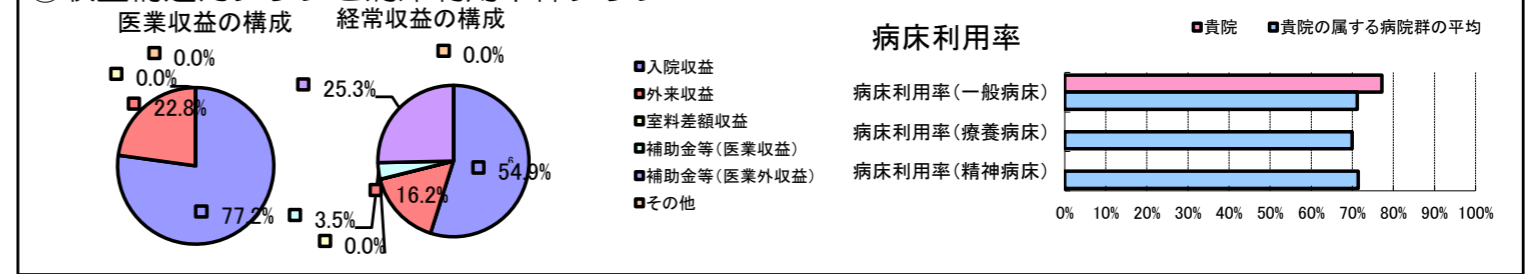 医業収益の構成
0.0%
0.0%
22.8%
77.2%
経常収益の構成
0.0%
25.3%
54.9%
16.2%
3.5%
0.0%
入院収益
外来収益
室料差額収益
補助金等(医業収益)
補助金等(医業外収益)
その他
病床利用率
貴院
貴院の属する病院群の平均
病床利用率(一般病床)
病床利用率(療養病床)
病床利用率(精神病床)
0% 10% 20% 30% 40% 50% 60% 70% 80% 90% 100%